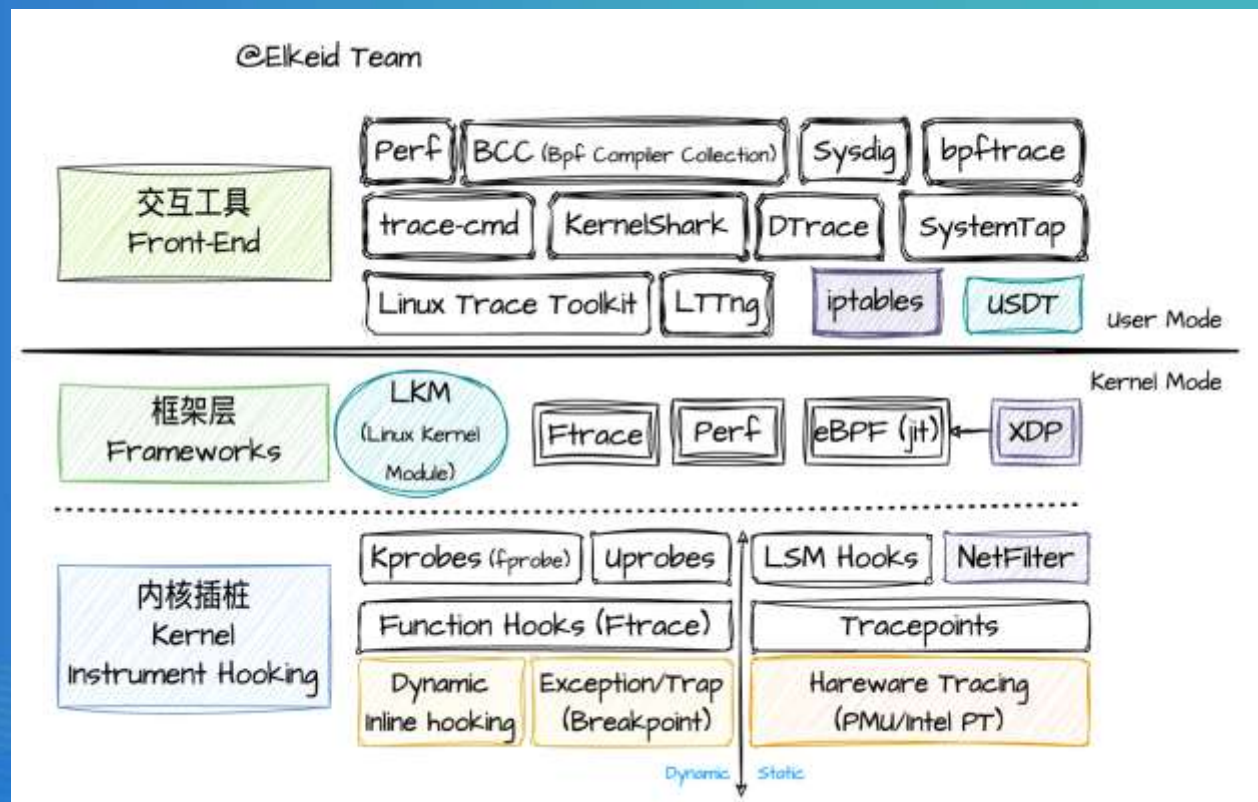 @Elkeid Team
交互工具
Front-End
Perf
BCC (Bpf Compiler Collection)
Sysdig
bpftrace
trace-cmd
KernelShark
DTrace
SystemTap
Linux Trace Toolkit
LTTng
iptables
USDT
User Mode
Kernel Mode
框架层
Frameworks
LKM
(Linux Kernel
Module)
Ftrace
Perf
eBPF (jit)
XDP
内核插桩
Kernel
Instrument Hooking
Kprobes (fprobe)
Uprobes
LSM Hooks
NetFilter
Function Hooks (Ftrace)
Tracepoints
Dynamic
Inline hooking
Exception/Trap
(Breakpoint)
Hareware Tracing
(PMU/Intel PT)
Dynamic
Static